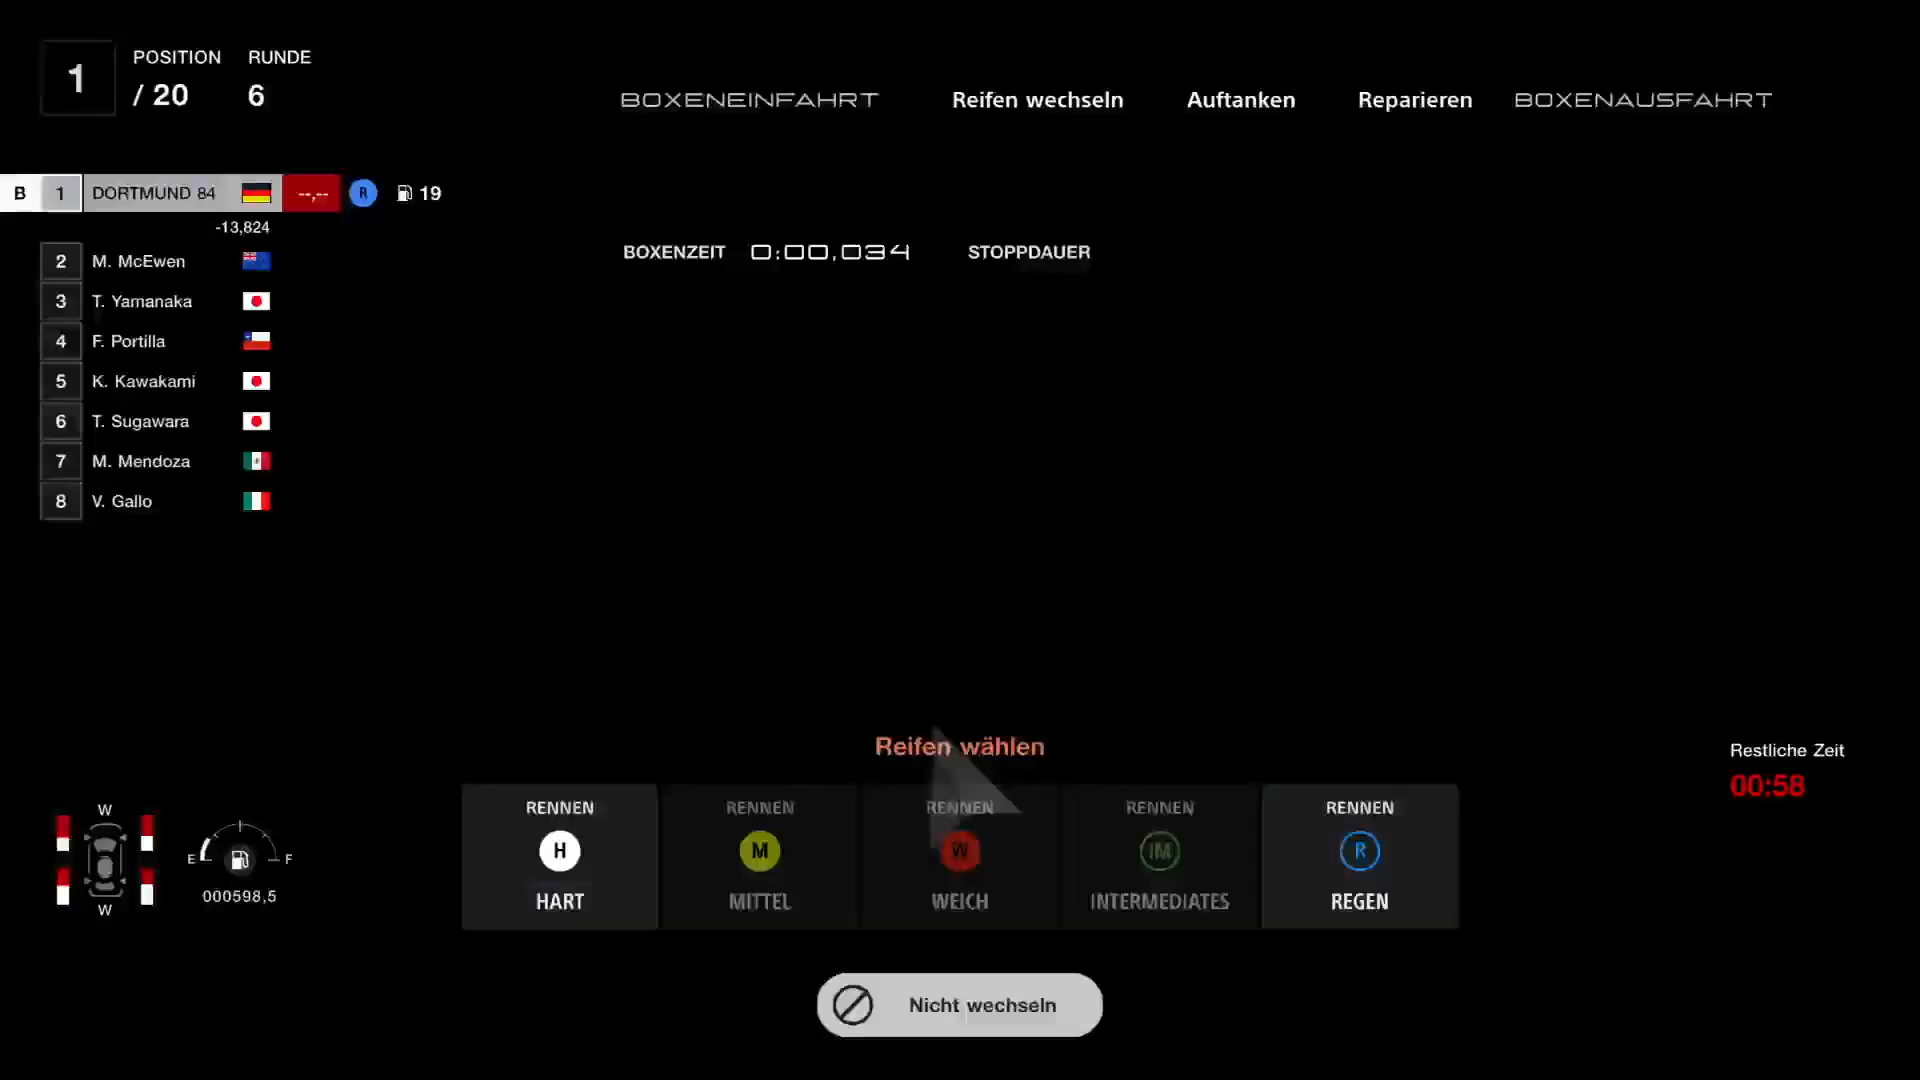 1
POSITION
/ 20
RUNDE
6
BOXENEINFAHRT
Reifen wechseln
Auftanken
Reparieren
BOXENAUSFAHRT
B 1 DORTMUND 84 --,-- R 19
-13,824
2 M. McEwen
3 T. Yamanaka
4 F. Portilla
5 K. Kawakami
6 T. Sugawara
7 M. Mendoza
8 V. Gallo
BOXENZEIT 0:00,034
STOPPDAUER
Reifen wählen
RENNEN
H
HART
RENNEN
M
MITTEL
RENNEN
W
WEICH
RENNEN
IM
INTERMEDIATES
RENNEN
R
REGEN
Nicht wechseln
Restliche Zeit
00:58
W
W
E F
000598,5